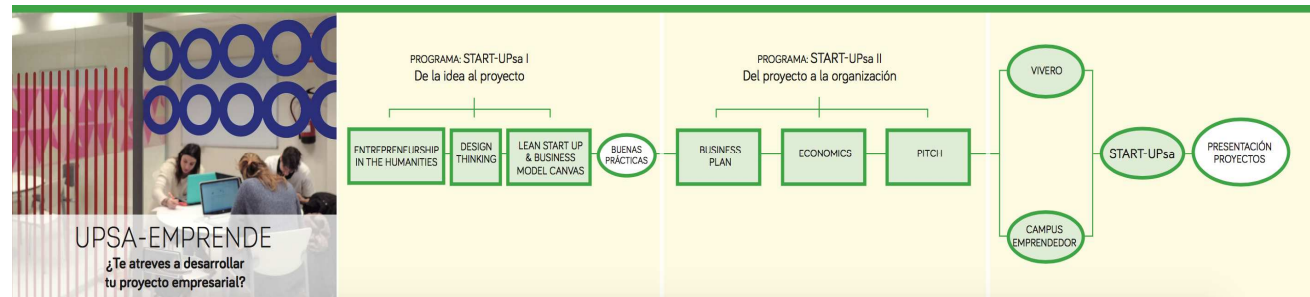 UPSA-EMPRENDE
¿Te atreves a desarrollar
tu proyecto empresarial?
PROGRAMA: START-UPsa I
De la idea al proyecto
ENTREPRENEURSHIP
IN THE HUMANITIES
DESIGN
THINKING
LEAN START UP
& BUSINESS
MODEL CANVAS
BUENAS
PRÁCTICAS
PROGRAMA: START-UPsa II
Del proyecto a la organización
BUSINESS
PLAN
ECONOMICS
PITCH
VIVERO
CAMPUS
EMPRENDEDOR
START-UPsa
PRESENTACIÓN
PROYECTOS